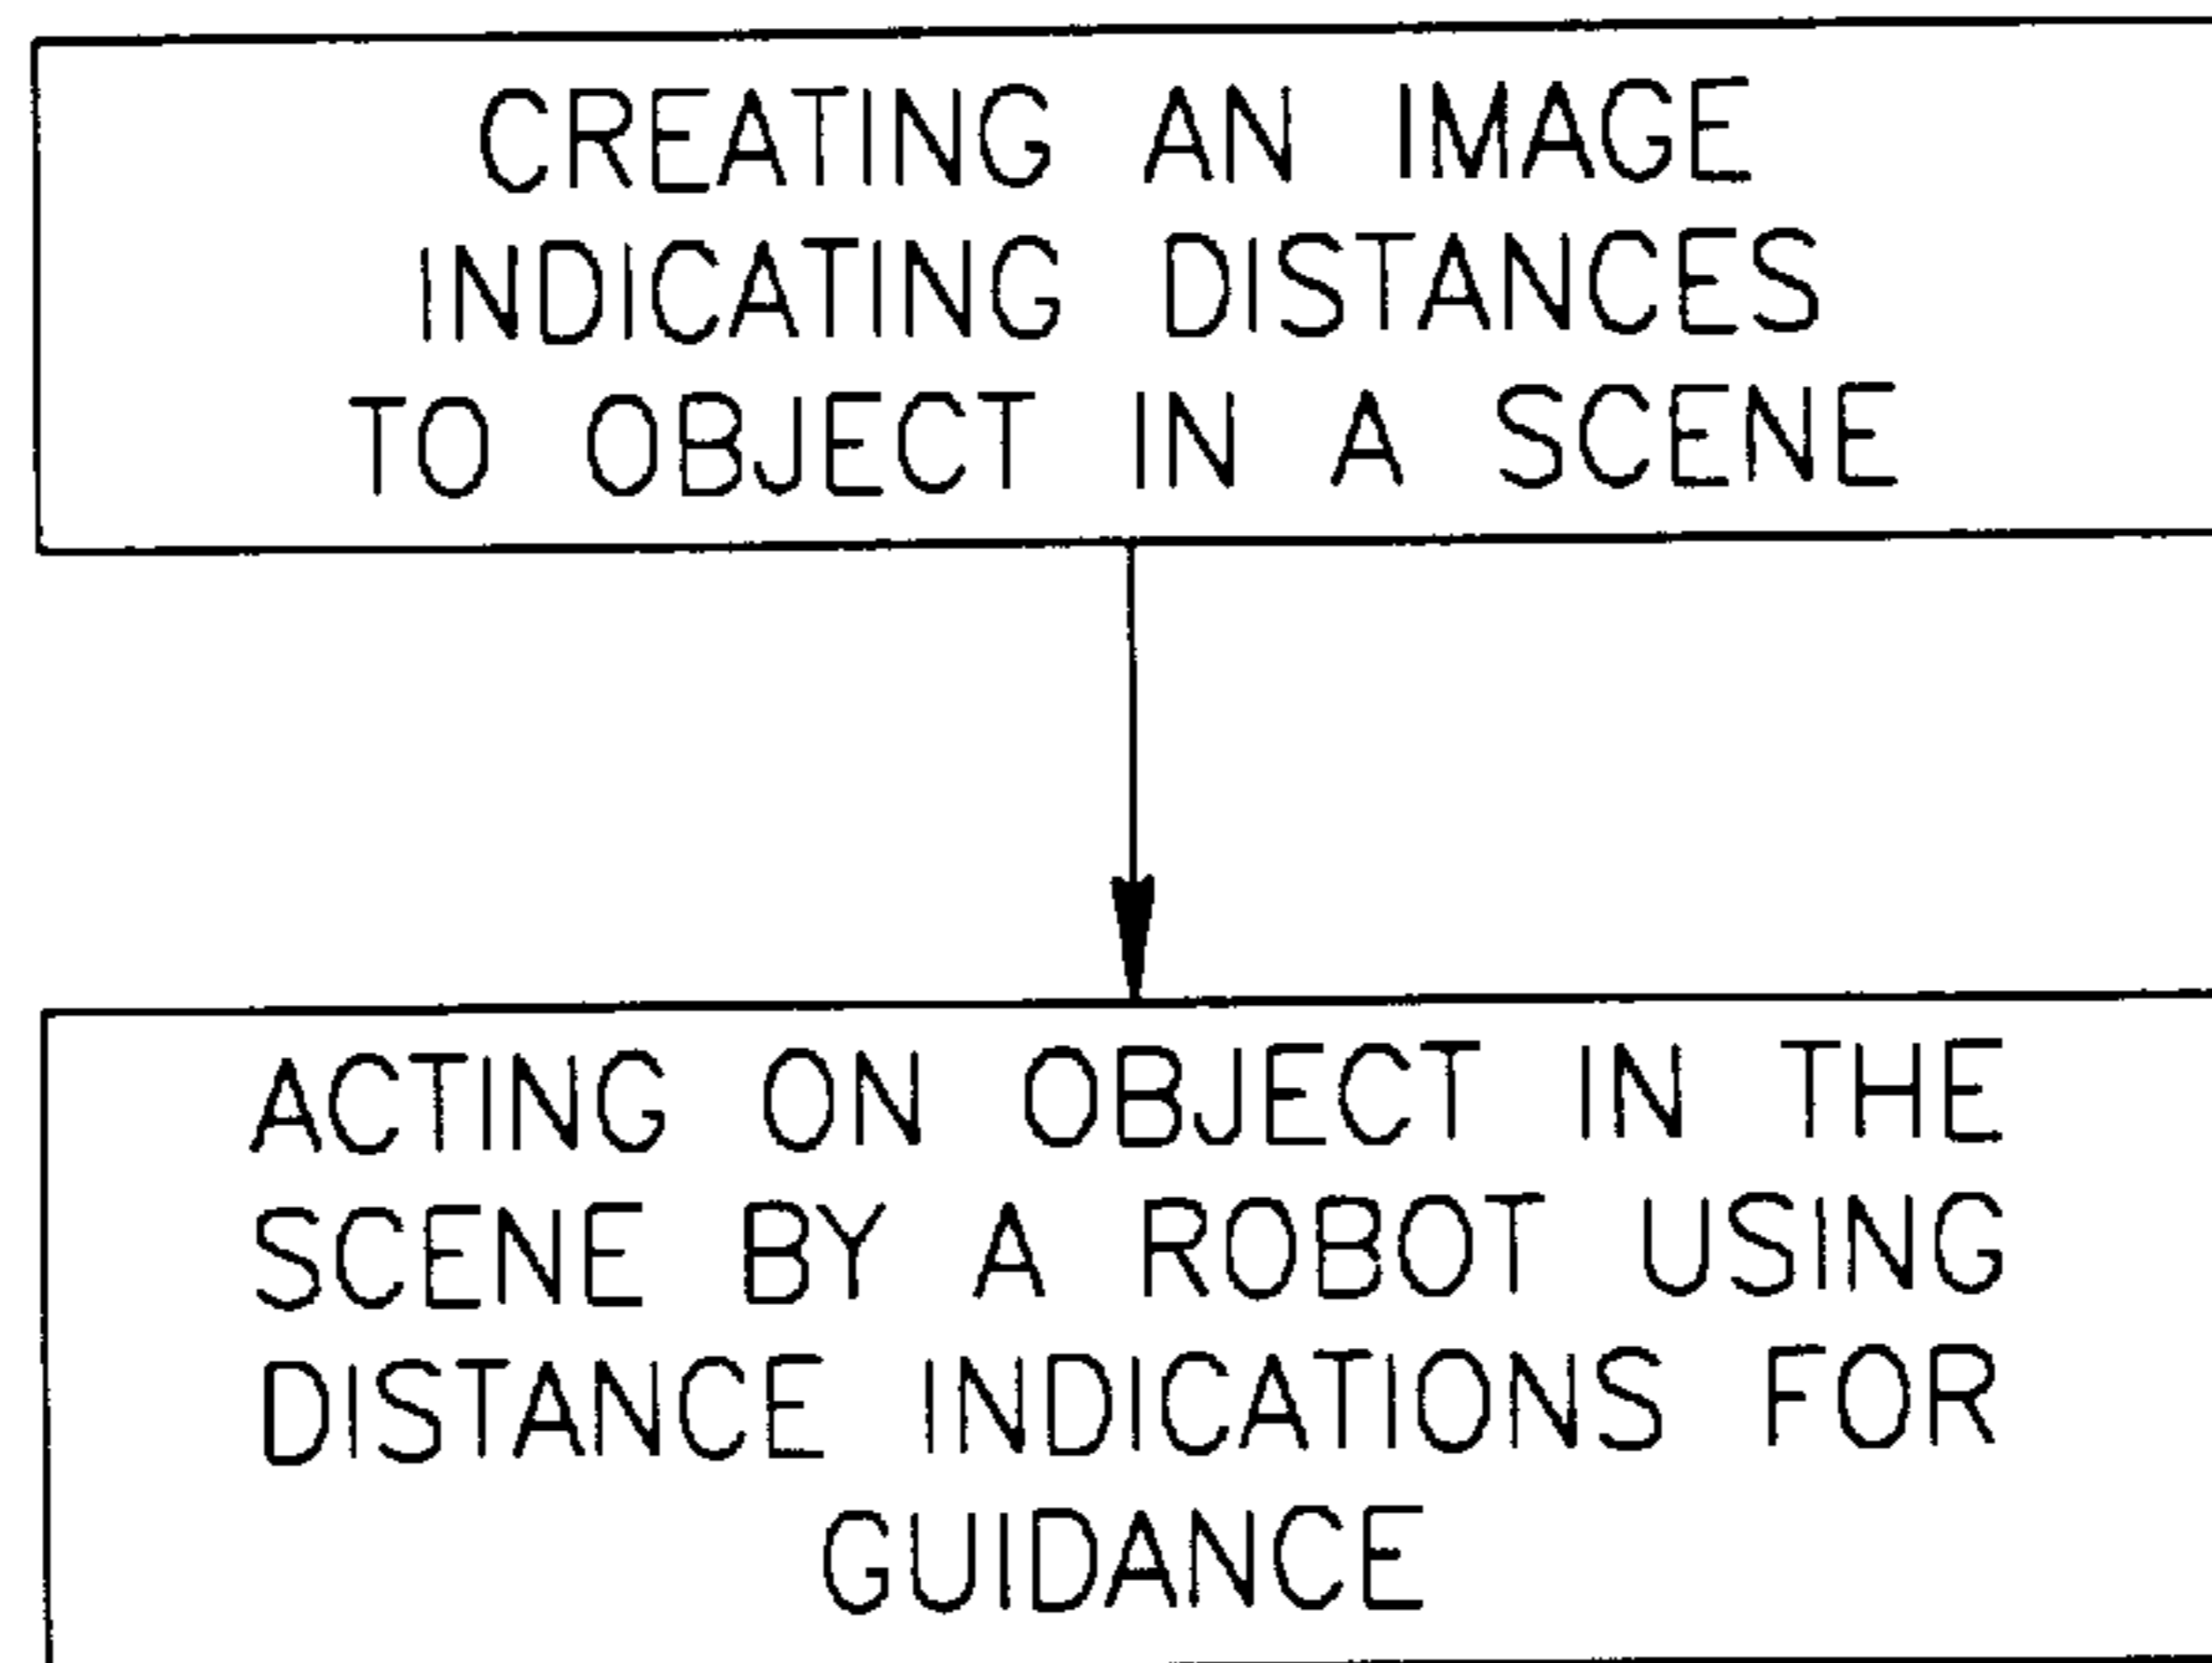 CREATING AN IMAGE
INDICATING DISTANCES
TO OBJECT IN A SCENE
ACTING ON OBJECT IN THE
SCENE BY A ROBOT USING
DISTANCE INDICATIONS FOR
GUIDANCE